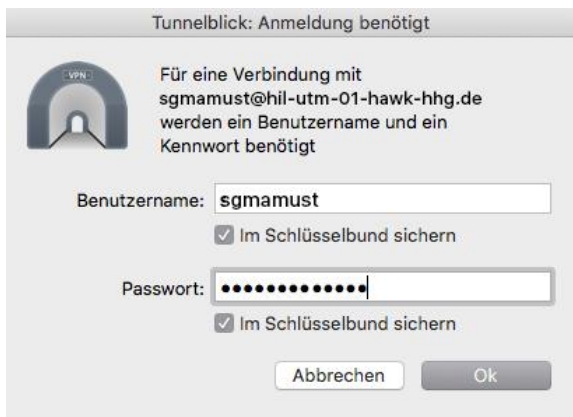 Tunnelblick: Anmeldung benötigt
VPN
Für eine Verbindung mit
sgmamust@hil-utm-01-hawk-hhg.de
werden ein Benutzername und ein
Kennwort benötigt
Benutzername: sgmamust
Im Schlüsselbund sichern
Passwort: •••••••••••••
Im Schlüsselbund sichern
Abbrechen Ok